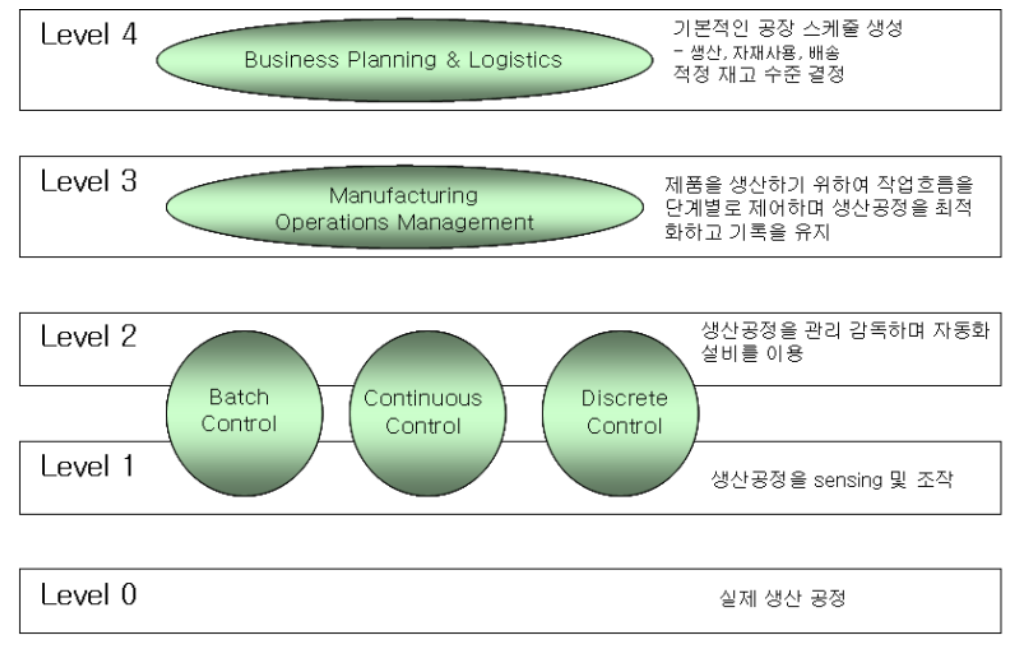 Level 4
Business Planning & Logistics
기본적인 공장 스케줄 생성
- 생산, 자재사용, 배송
적정 재고 수준 결정
Level 3
Manufacturing
Operations Management
제품을 생산하기 위하여 작업흐름을
단계별로 제어하며 생산공정을 최적
화하고 기록을 유지
Level 2
생산공정을 관리 감독하며 자동화
설비를 이용
Batch
Control
Continuous
Control
Discrete
Control
Level 1
생산공정을 sensing 및 조작
Level 0
실제 생산 공정